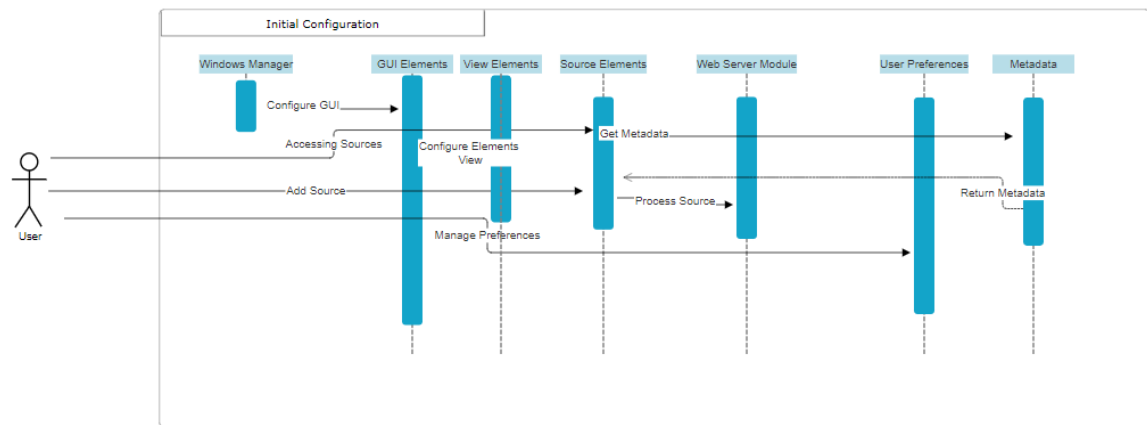 Initial Configuration
Windows Manager
GUI Elements
View Elements
Source Elements
Web Server Module
User Preferences
Metadata
Configure GUI
Accessing Sources
Configure Elements
View
Get Metadata
Add Source
Return Metadata
Process Source
User
Manage Preferences